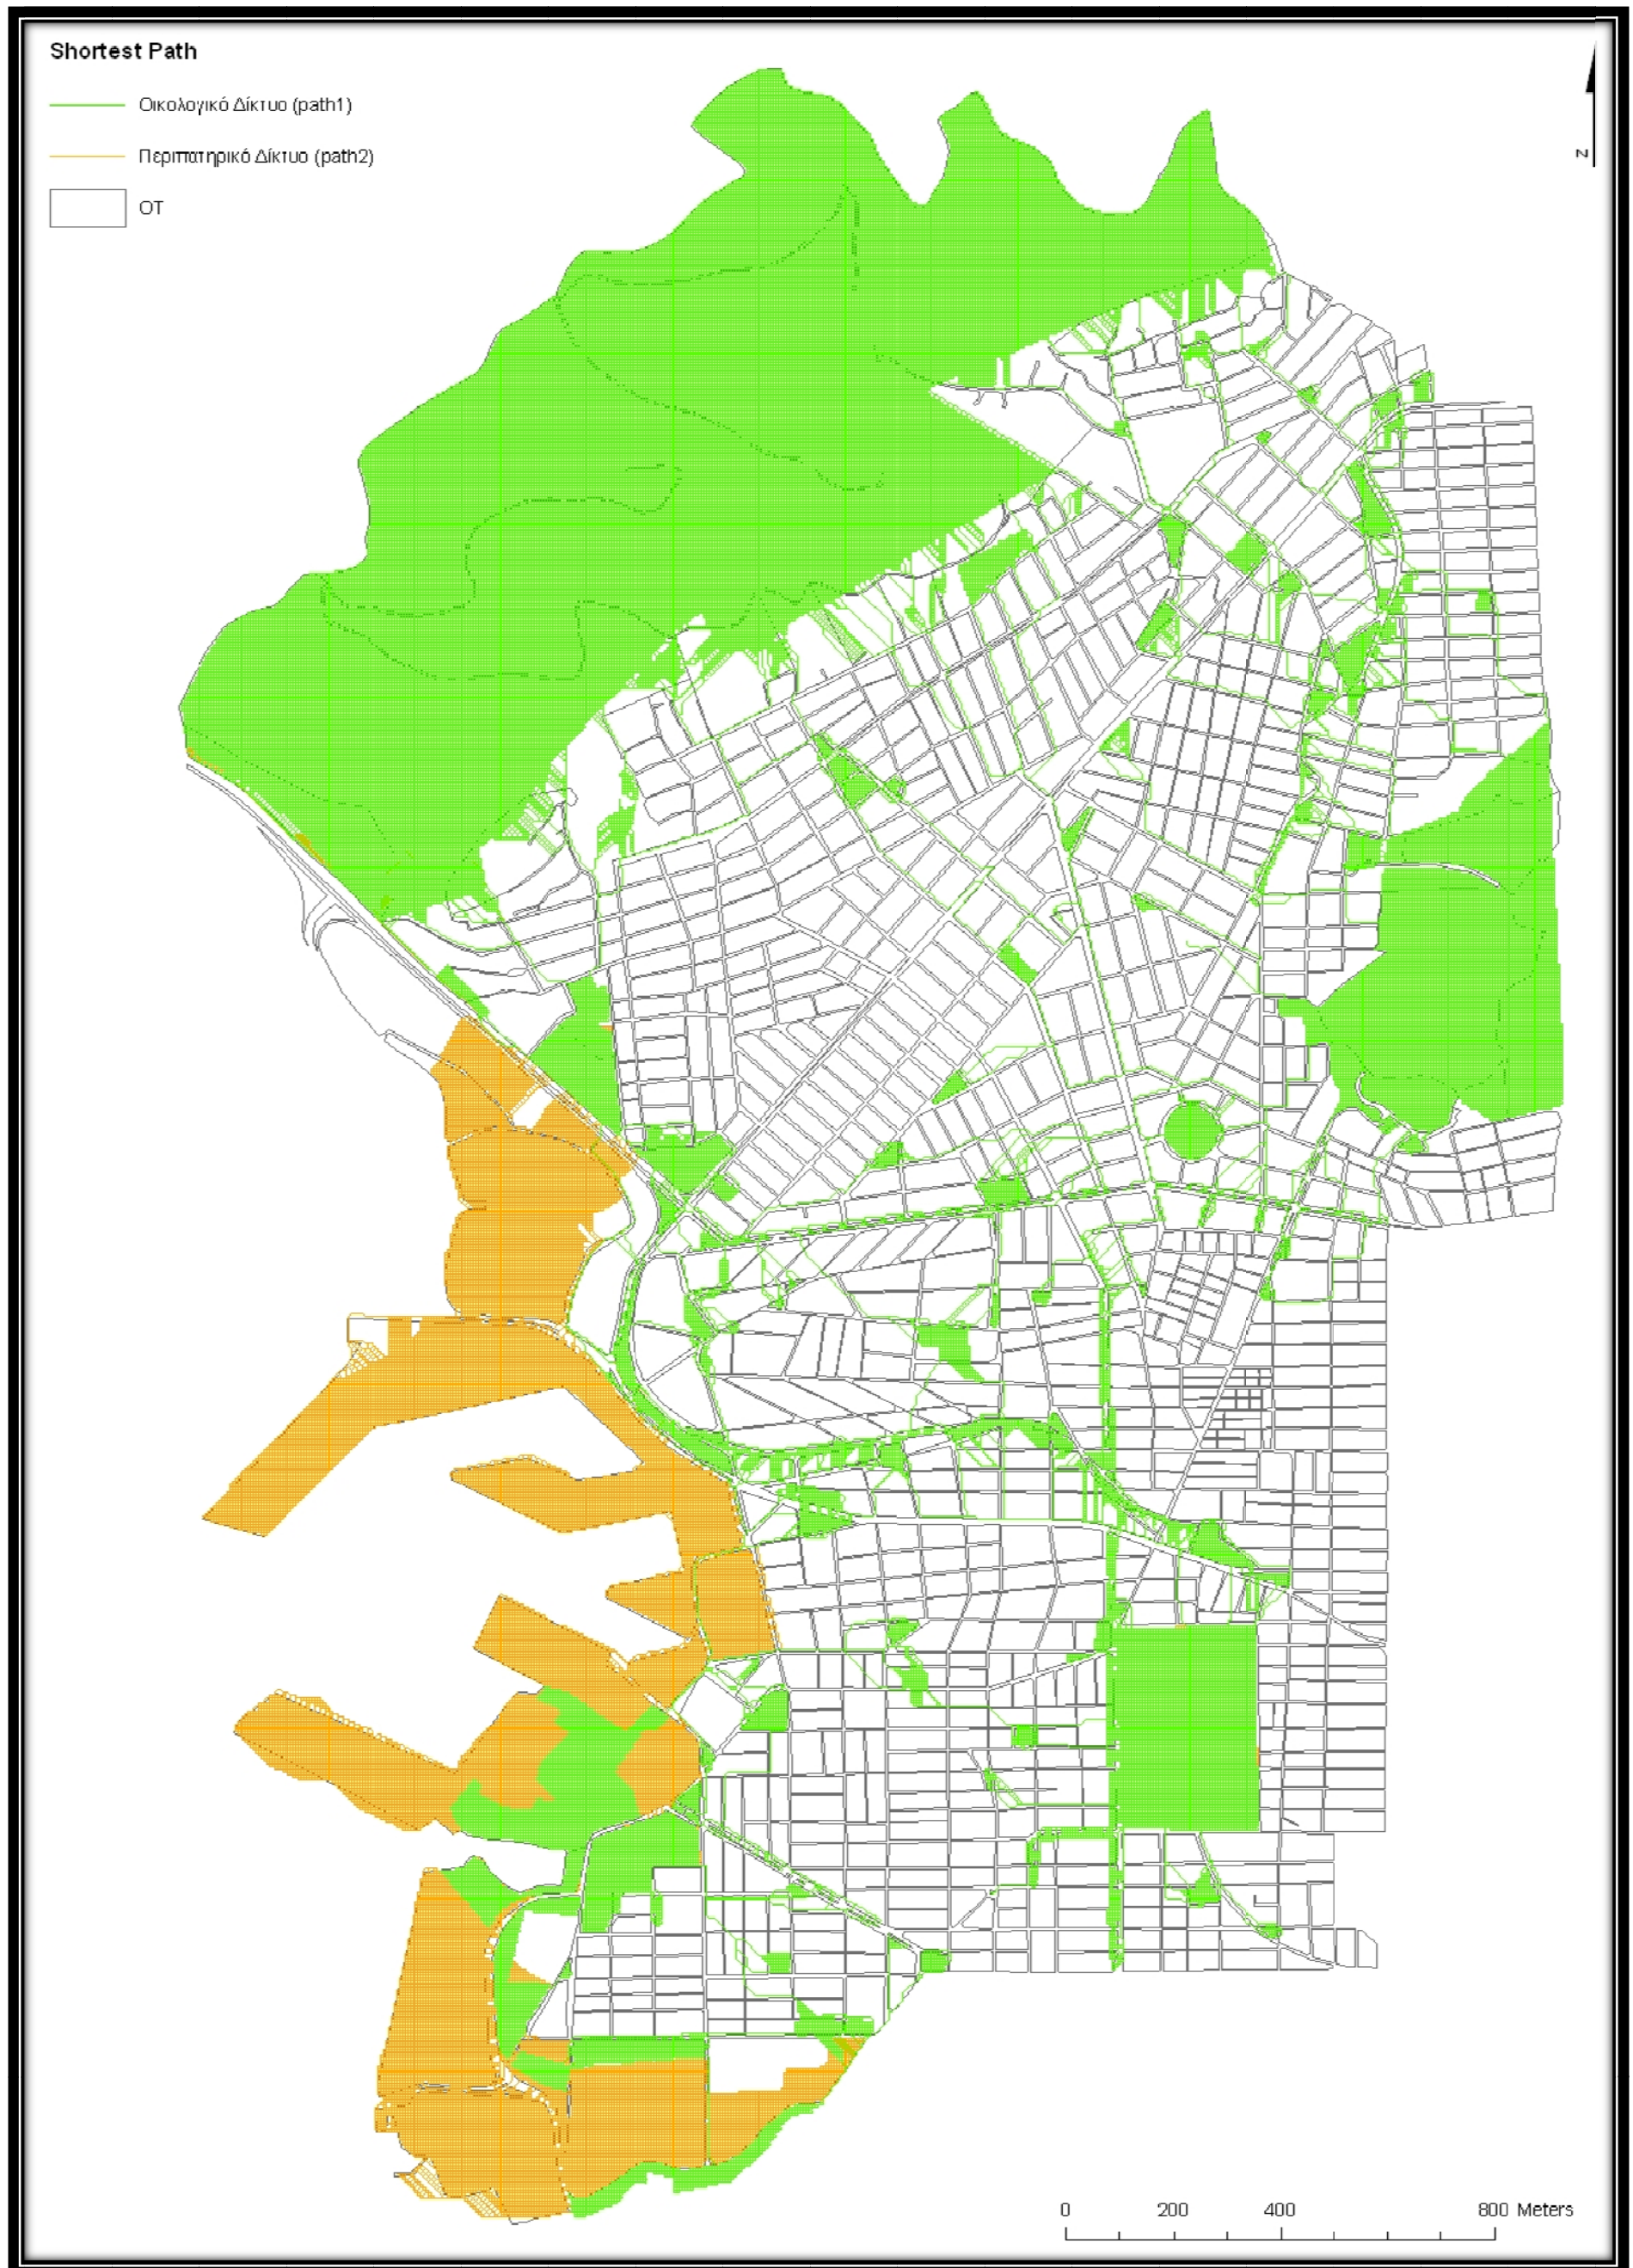 Shortest Path
Οικολογικό Δίκτυο (path1)
Περιπατηρικό Δίκτυο (path2)
ΟΤ
z
0 200 400 800 Meters